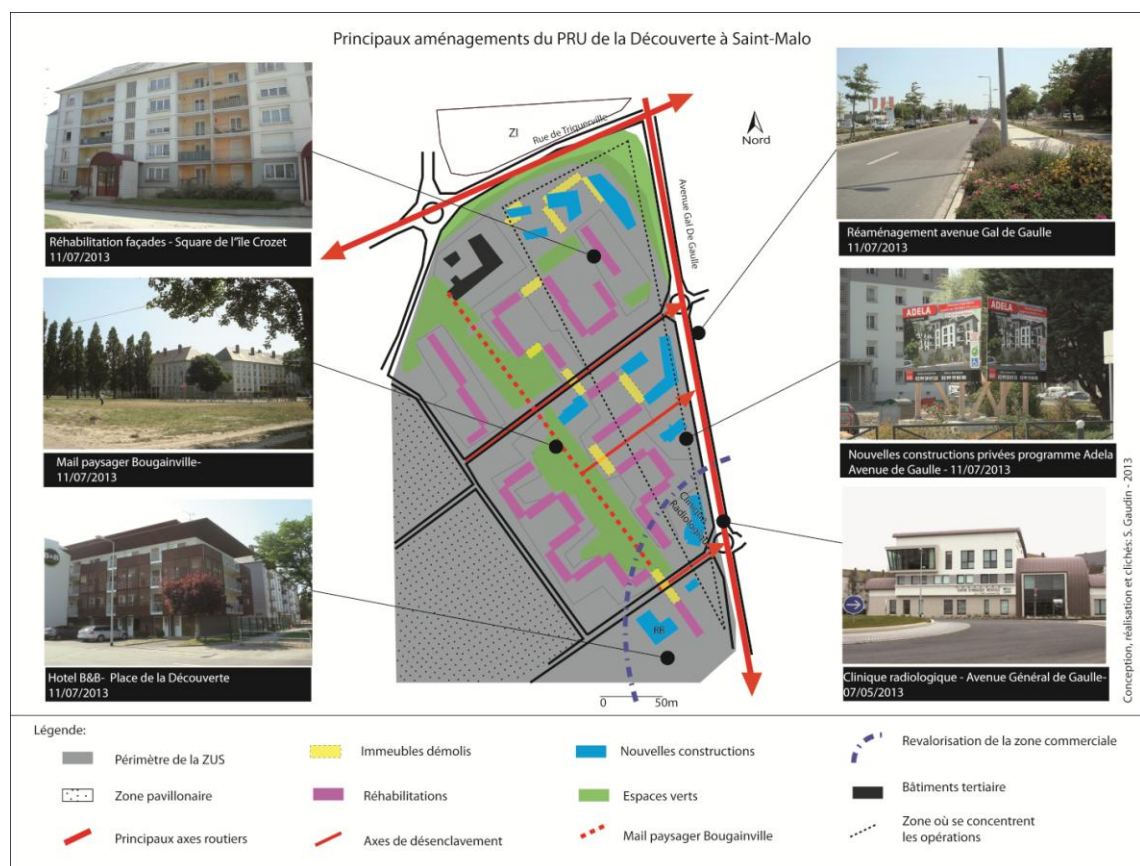 Principaux aménagements du PRU de la Découverte à Saint-Malo
Réhabilitation façades - Square de l'île Crozet
11/07/2013
Mail paysager Bougainville-
11/07/2013
Hotel B&B- Place de la Découverte
11/07/2013
ZI
Rue de Triquerville
Nord
Avenue Gal De Gaulle
Clinique
Radiologique
0 50m
Réaménagement avenue Gal de Gaulle
11/07/2013
ADELA
ADELA
Nouvelles constructions privées programme Adela
Avenue de Gaulle - 11/07/2013
Clinique radiologique - Avenue Général de Gaulle-
07/05/2013
Conception, réalisation et clichés: S. Gaudin - 2013
Légende:
Périmètre de la ZUS
Zone pavillonaire
Principaux axes routiers
Immeubles démolis
Réhabilitations
Axes de désenclavement
Nouvelles constructions
Espaces verts
Mail paysager Bougainville
Revalorisation de la zone commerciale
Bâtiments tertiaire
Zone où se concentrent
les opérations